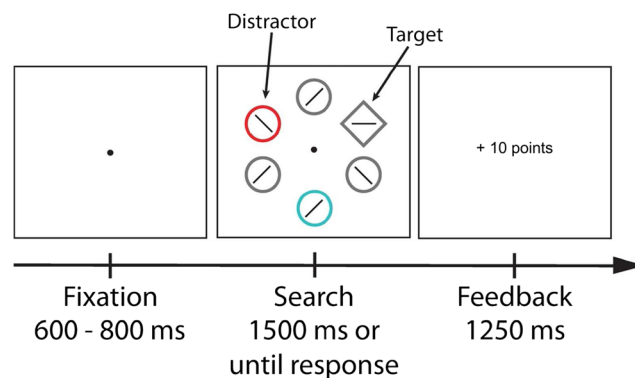 Distractor
Target
+ 10 points
Fixation
600 - 800 ms
Search
1500 ms or
until response
Feedback
1250 ms